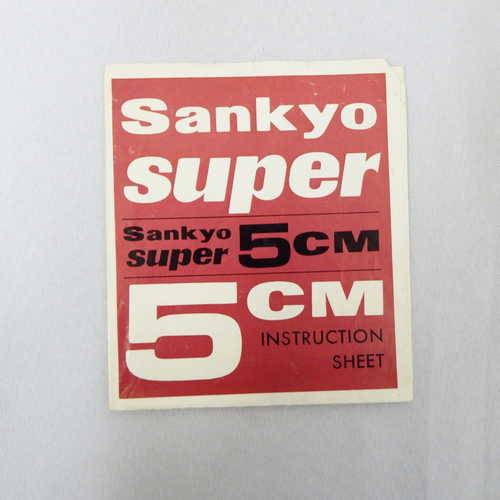 Sankyo
super
Sankyo
super 5CM
5CM
INSTRUCTION
SHEET